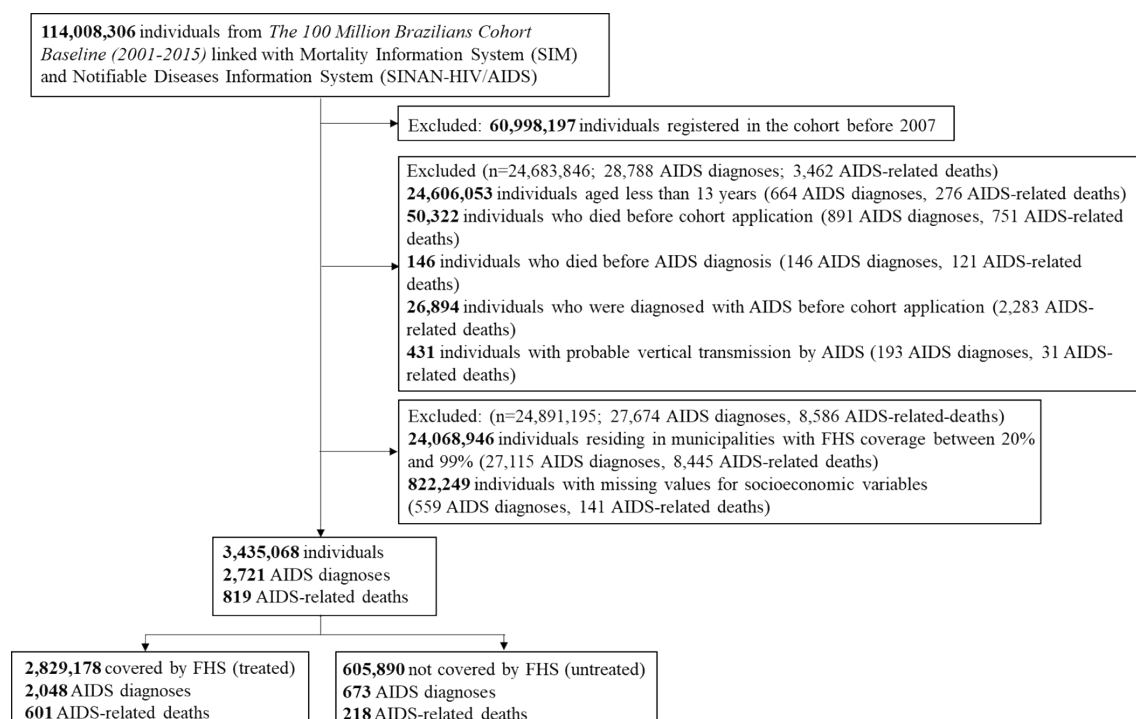 114,008,306 individuals from The 100 Million Brazilians Cohort
Baseline (2001-2015) linked with Mortality Information System (SIM)
and Notifiable Diseases Information System (SINAN-HIV/AIDS)
Excluded: 60,998,197 individuals registered in the cohort before 2007
Excluded (n=24,683,846; 28,788 AIDS diagnoses; 3,462 AIDS-related deaths)
24,606,053 individuals aged less than 13 years (664 AIDS diagnoses, 276 AIDS-related deaths)
50,322 individuals who died before cohort application (891 AIDS diagnoses, 751 AIDS-related
deaths)
146 individuals who died before AIDS diagnosis (146 AIDS diagnoses, 121 AIDS-related
deaths)
26,894 individuals who were diagnosed with AIDS before cohort application (2,283 AIDS-
related deaths)
431 individuals with probable vertical transmission by AIDS (193 AIDS diagnoses, 31 AIDS-
related deaths)
Excluded: (n=24,891,195; 27,674 AIDS diagnoses, 8,586 AIDS-related-deaths)
24,068,946 individuals residing in municipalities with FHS coverage between 20%
and 99% (27,115 AIDS diagnoses, 8,445 AIDS-related deaths)
822,249 individuals with missing values for socioeconomic variables
(559 AIDS diagnoses, 141 AIDS-related deaths)
3,435,068 individuals
2,721 AIDS diagnoses
819 AIDS-related deaths
2,829,178 covered by FHS (treated)
2,048 AIDS diagnoses
601 AIDS-related deaths
605,890 not covered by FHS (untreated)
673 AIDS diagnoses
218 AIDS-related deaths